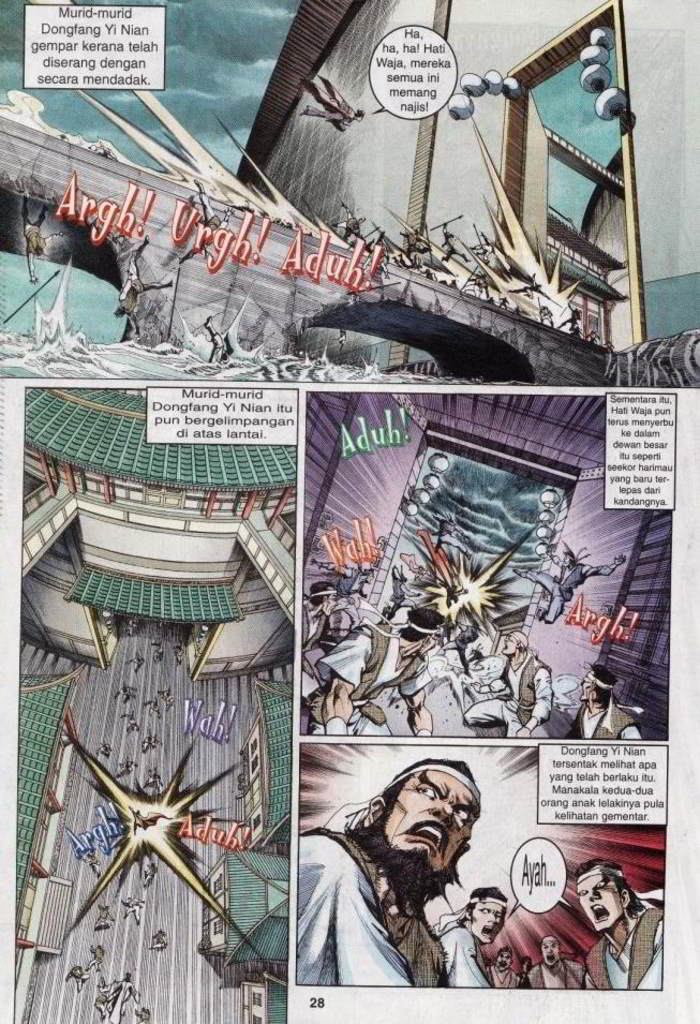 Murid-murid
Dongfang Yi Nian
gempar kerana telah
diserang dengan
secara mendadak.
Ha,
ha, ha! Hati
Waja, mereka
semua ini
memang
najis!
Argh! Urgh! Aduh!
Murid-murid
Dongfang Yi Nian itu
pun bergelimpangan
di atas lantai.
Wah!
Argh!
Aduh!
Sementara itu,
Hati Waja pun
terus menyerbu
ke dalam
dewan besar
itu seperti
seekor harimau
yang baru ter-
lepas dari
kandangnya.
Aduh!
Wah!
Argh!
Dongfang Yi Nian
tersentak melihat apa
yang telah berlaku itu.
Manakala kedua-dua
orang anak lelakinya pula
kelihatan gementar.
Ayah...
28